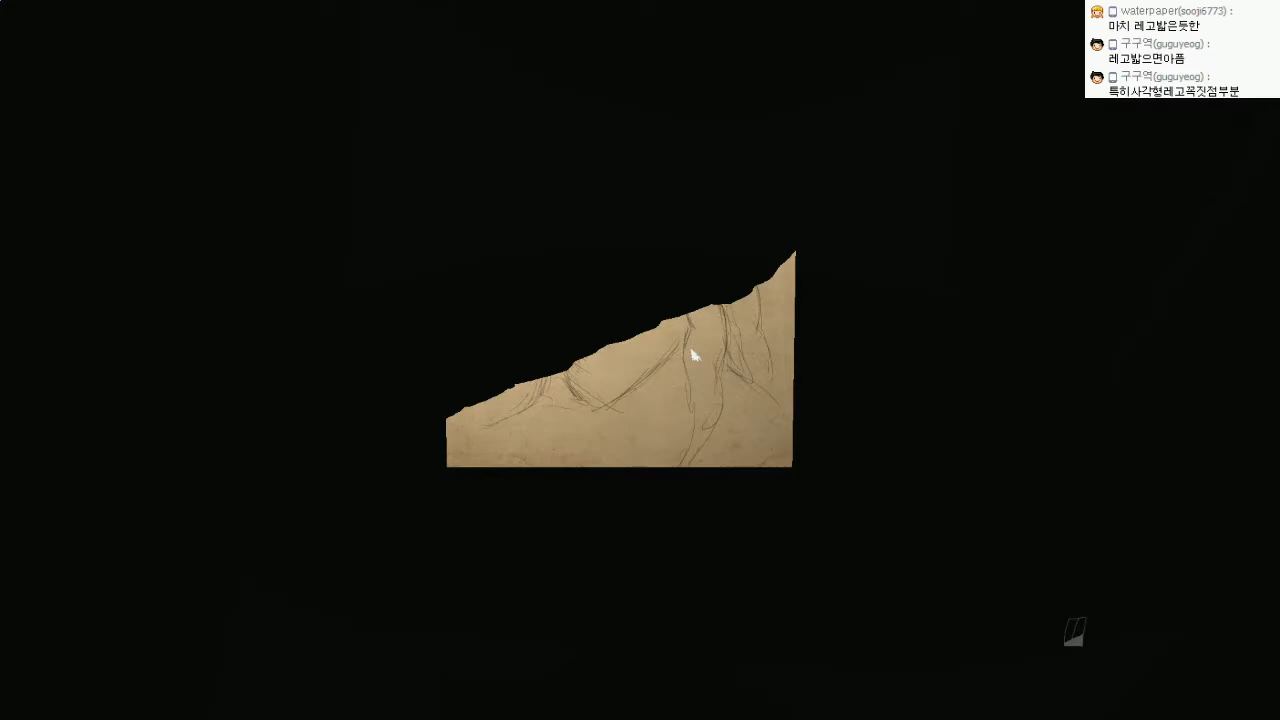 waterpaper(sooji6773) :
마치 레고밟은듯한
구구역(guguyeog) :
레고밟으면아픔
구구역(guguyeog) :
특히사각형레고꼭짓점부분